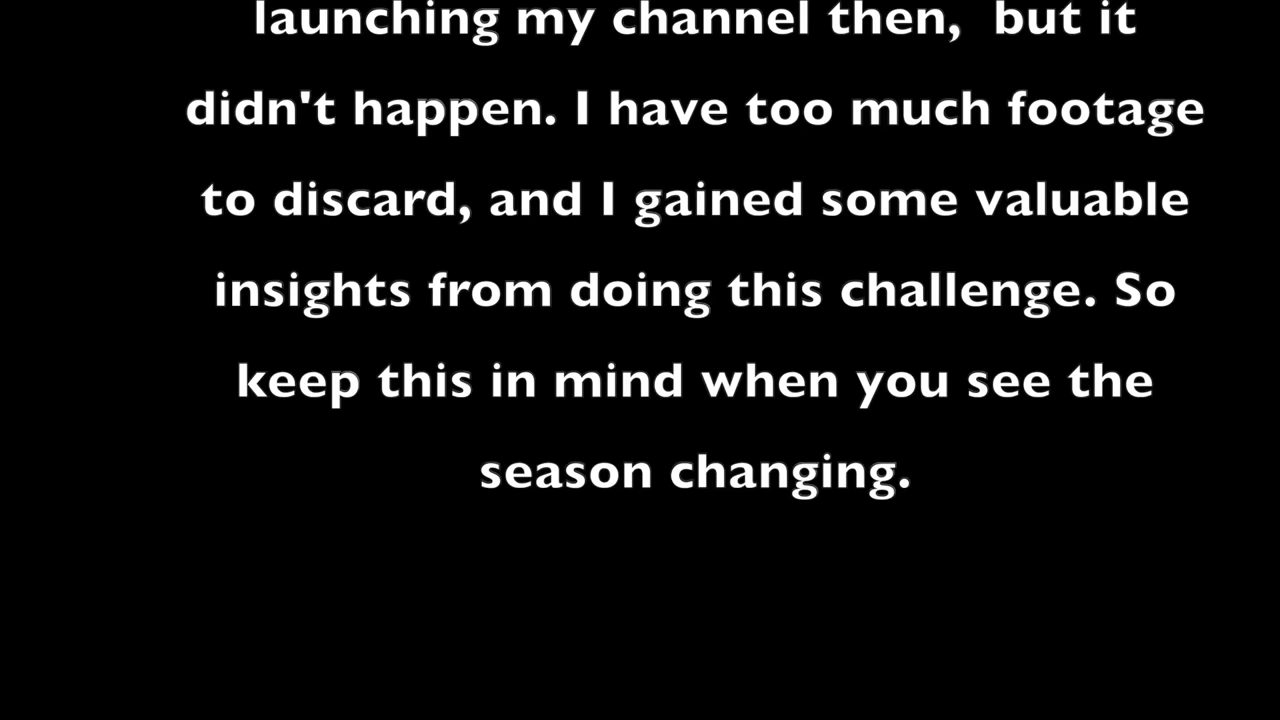 launching my channel then,  but it
didn't happen. I have too much footage
to discard, and I gained some valuable
insights from doing this challenge. So
keep this in mind when you see the
season changing.